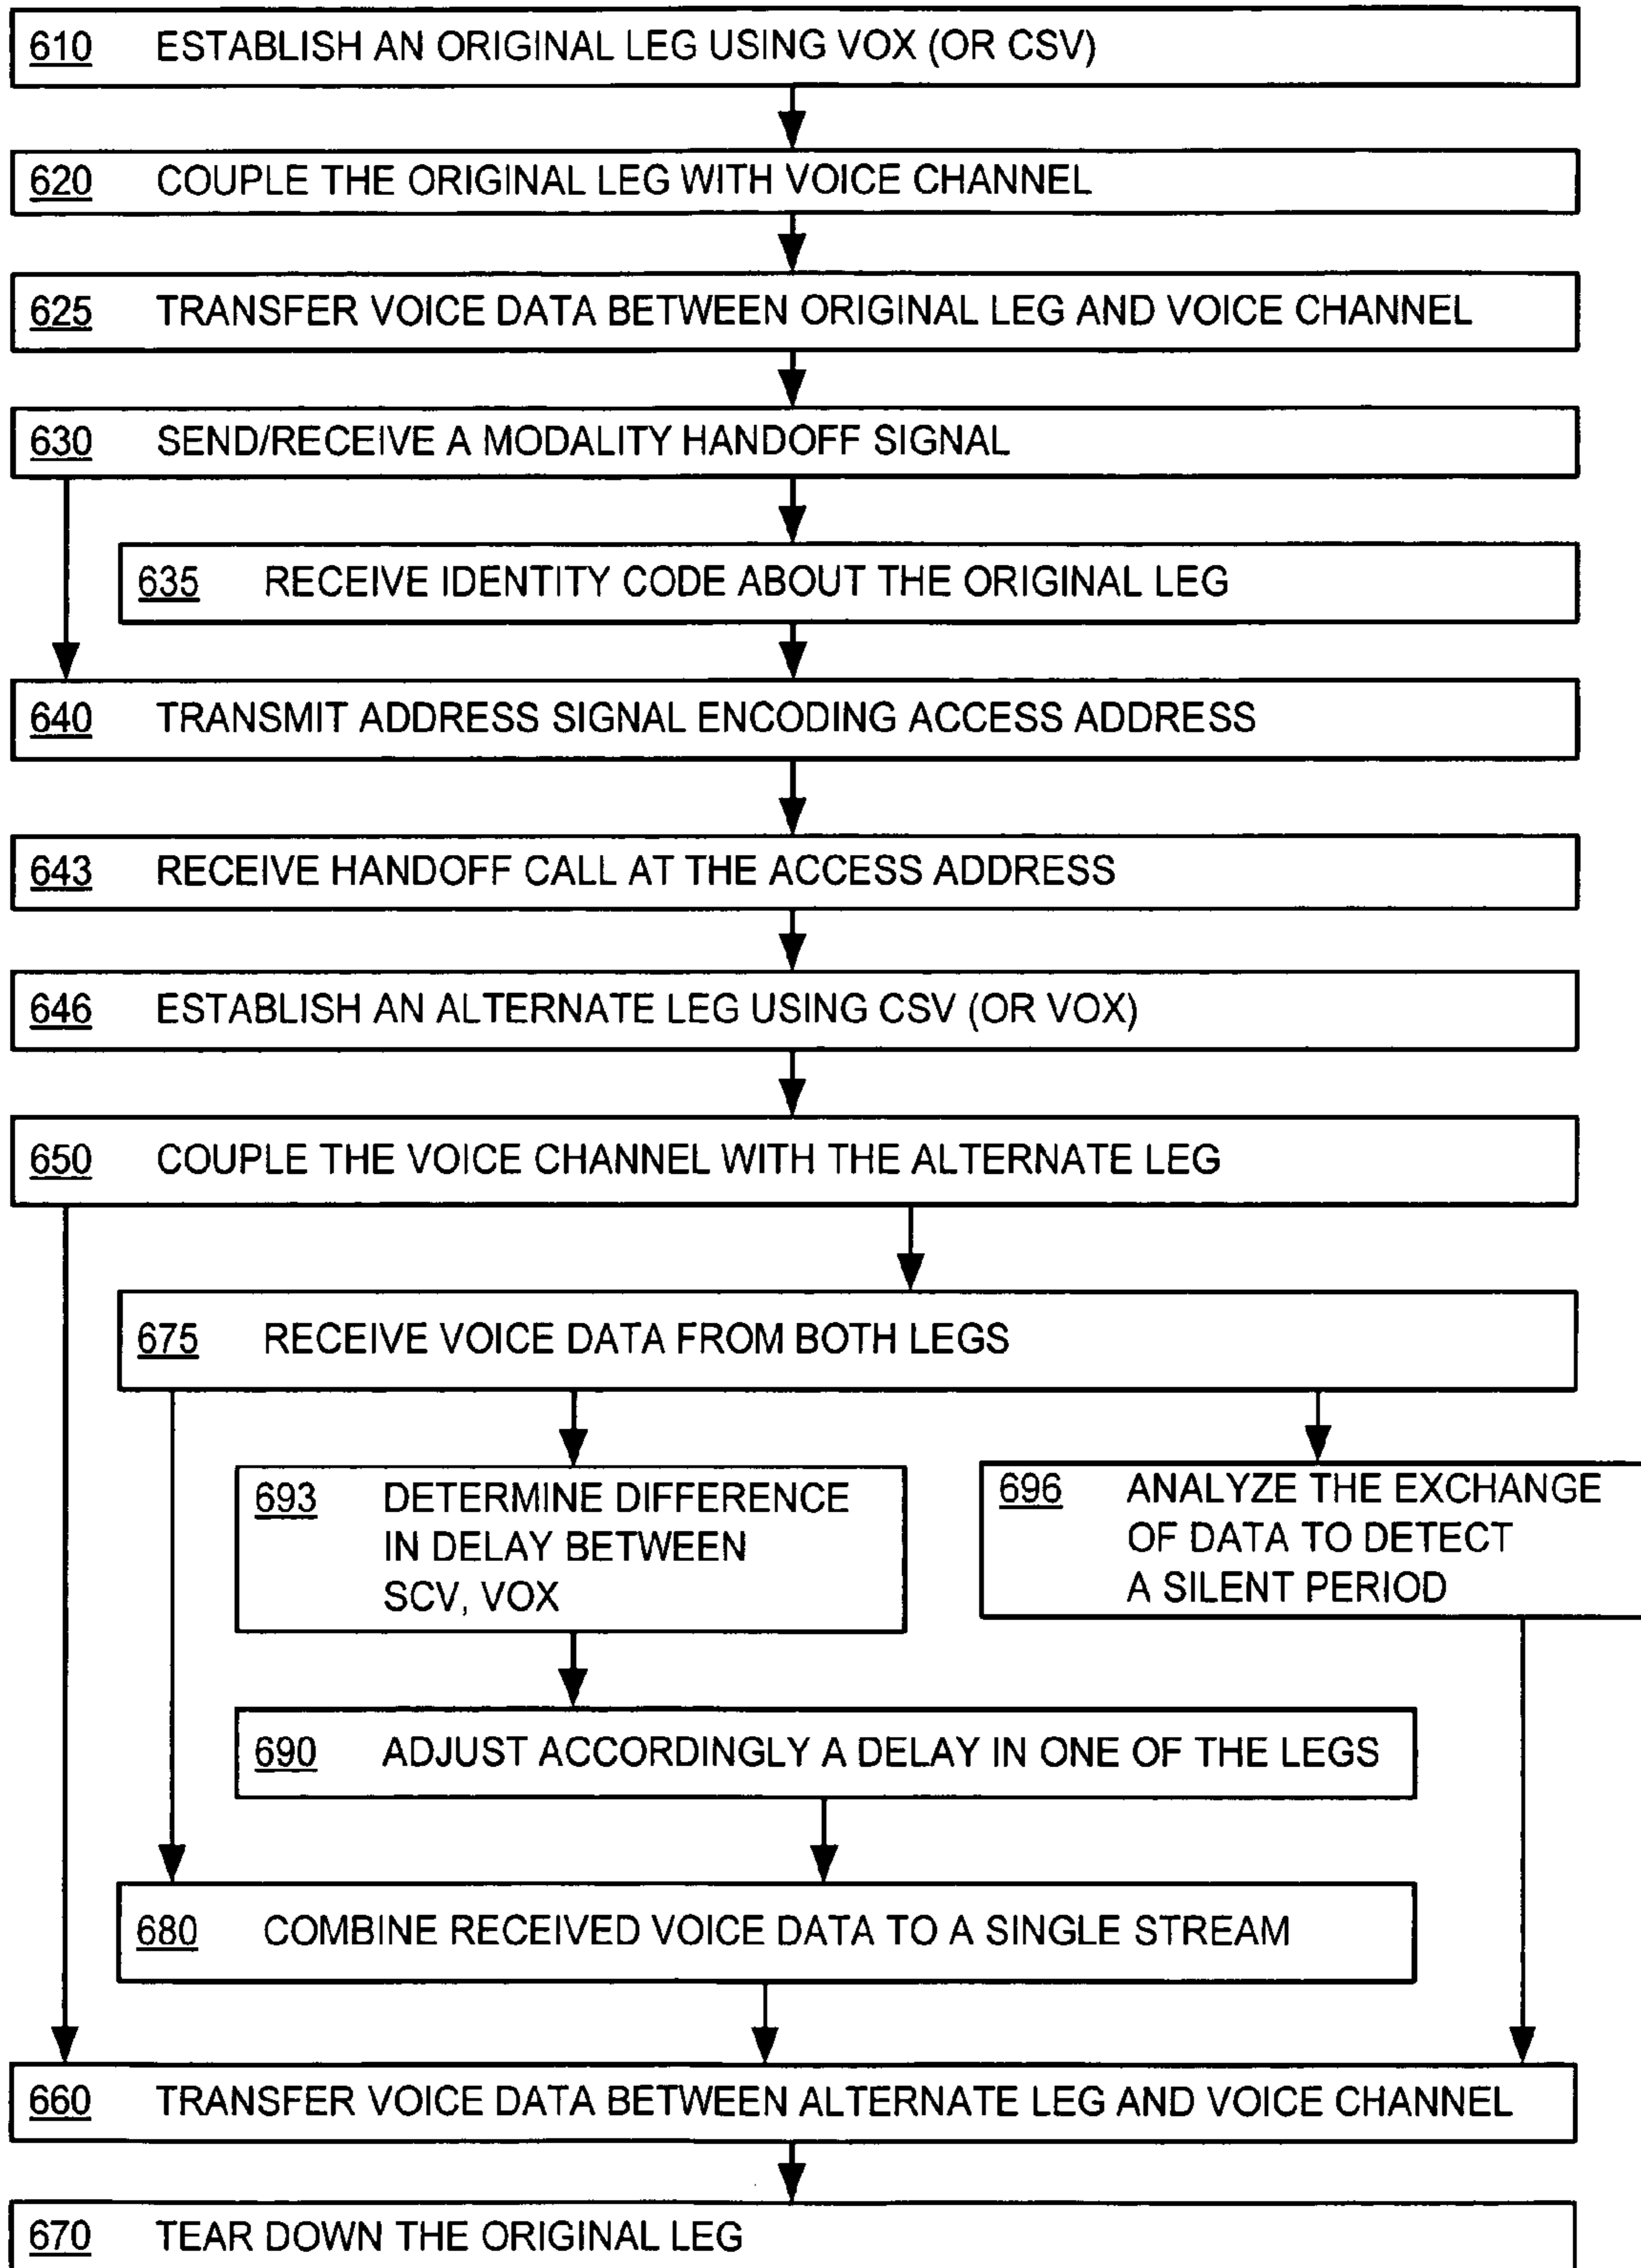 610 ESTABLISH AN ORIGINAL LEG USING VOX (OR CSV)
620 COUPLE THE ORIGINAL LEG WITH VOICE CHANNEL
625 TRANSFER VOICE DATA BETWEEN ORIGINAL LEG AND VOICE CHANNEL
630 SEND/RECEIVE A MODALITY HANDOFF SIGNAL
635 RECEIVE IDENTITY CODE ABOUT THE ORIGINAL LEG
640 TRANSMIT ADDRESS SIGNAL ENCODING ACCESS ADDRESS
643 RECEIVE HANDOFF CALL AT THE ACCESS ADDRESS
646 ESTABLISH AN ALTERNATE LEG USING CSV (OR VOX)
650 COUPLE THE VOICE CHANNEL WITH THE ALTERNATE LEG
675 RECEIVE VOICE DATA FROM BOTH LEGS
693 DETERMINE DIFFERENCE
IN DELAY BETWEEN
SCV, VOX
696 ANALYZE THE EXCHANGE
OF DATA TO DETECT
A SILENT PERIOD
690 ADJUST ACCORDINGLY A DELAY IN ONE OF THE LEGS
680 COMBINE RECEIVED VOICE DATA TO A SINGLE STREAM
660 TRANSFER VOICE DATA BETWEEN ALTERNATE LEG AND VOICE CHANNEL
670 TEAR DOWN THE ORIGINAL LEG